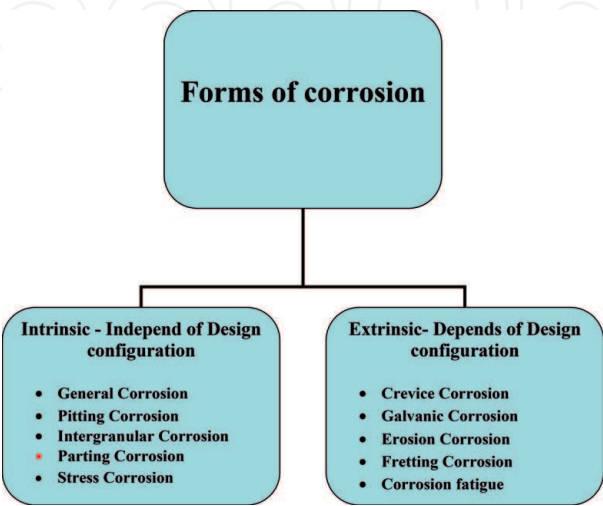 Forms of corrosion
Intrinsic - Independ of Design
configuration
• General Corrosion
• Pitting Corrosion
• Intergranular Corrosion
• Parting Corrosion
• Stress Corrosion
Extrinsic- Depends of Design
configuration
• Crevice Corrosion
• Galvanic Corrosion
• Erosion Corrosion
• Fretting Corrosion
• Corrosion fatigue